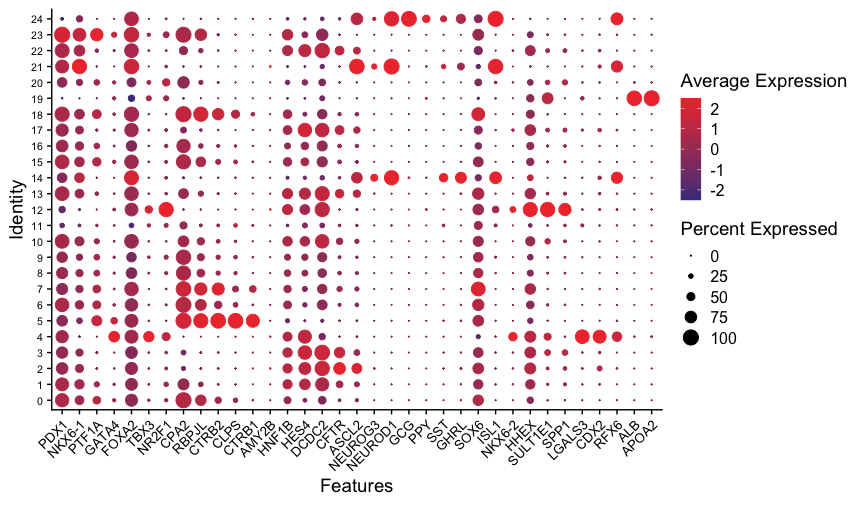 24
23
22
21
20
19
18
17
16
15
14
13
12
11
10
9
8
7
6
5
4
3
2
1
0
Identity
PDX1
NKX6-1
PTF1A
GATA4
FOXA2
TBX3
NR2F1
CPA2
RBPJL
CTRB2
CLPS
CTRB1
AMY2B
HNF1B
HES4
DCDC2
CFTR
ASCL2
NEUROG3
NEUROD1
GCG
PPY
SST
GHRL
SOX6
ISL1
NKX6-2
HHEX
SULT1E1
SPP1
LGALS3
CDX2
RFX6
ALB
APOA2
Features
Average Expression
2
1
0
-1
-2
Percent Expressed
0
25
50
75
100